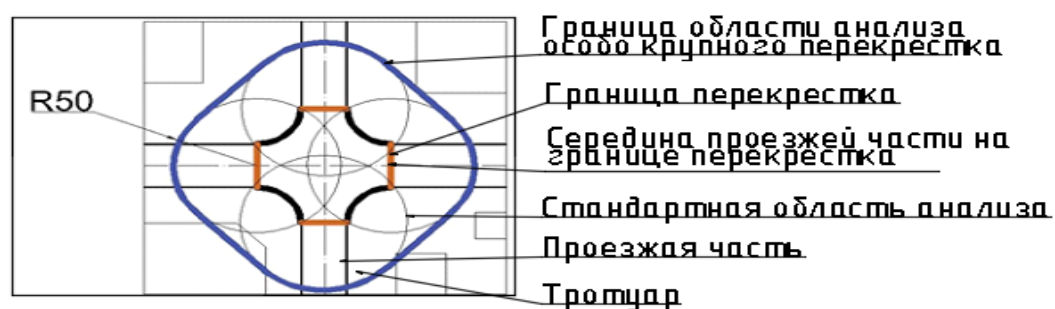 Граница области анализа
особо крупного перекрестка
R50
Граница перекрестка
Середина проезжей части на
границе перекрестка
Стандартная область анализа
Проезжая часть
Тротуар